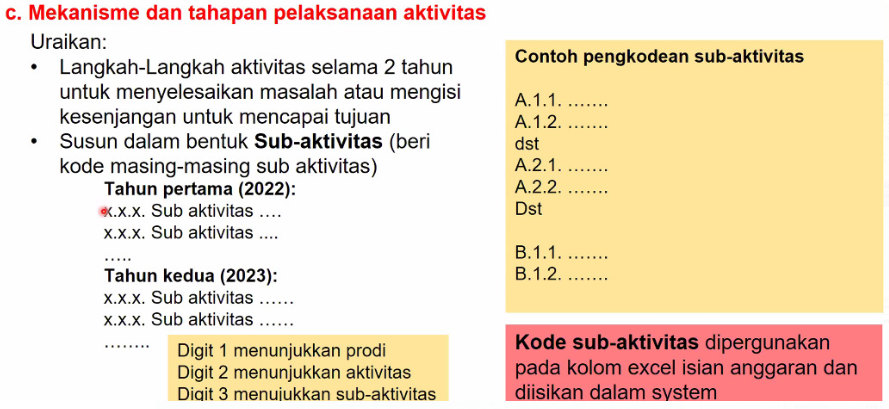 c. Mekanisme dan tahapan pelaksanaan aktivitas
Uraikan:
• Langkah-Langkah aktivitas selama 2 tahun
untuk menyelesaikan masalah atau mengisi
kesenjangan untuk mencapai tujuan
• Susun dalam bentuk Sub-aktivitas (beri
kode masing-masing sub aktivitas)
Tahun pertama (2022):
x.x.x. Sub aktivitas ….
x.x.x. Sub aktivitas ....
…..
Tahun kedua (2023):
x.x.x. Sub aktivitas ……
x.x.x. Sub aktivitas ……
……..
Digit 1 menunjukkan prodi
Digit 2 menunjukkan aktivitas
Digit 3 menujukkan sub-aktivitas
Contoh pengkodean sub-aktivitas
A.1.1. …….
A.1.2. …….
dst
A.2.1. …….
A.2.2. …….
Dst
B.1.1. …….
B.1.2. …….
Kode sub-aktivitas dipergunakan
pada kolom excel isian anggaran dan
diisikan dalam system